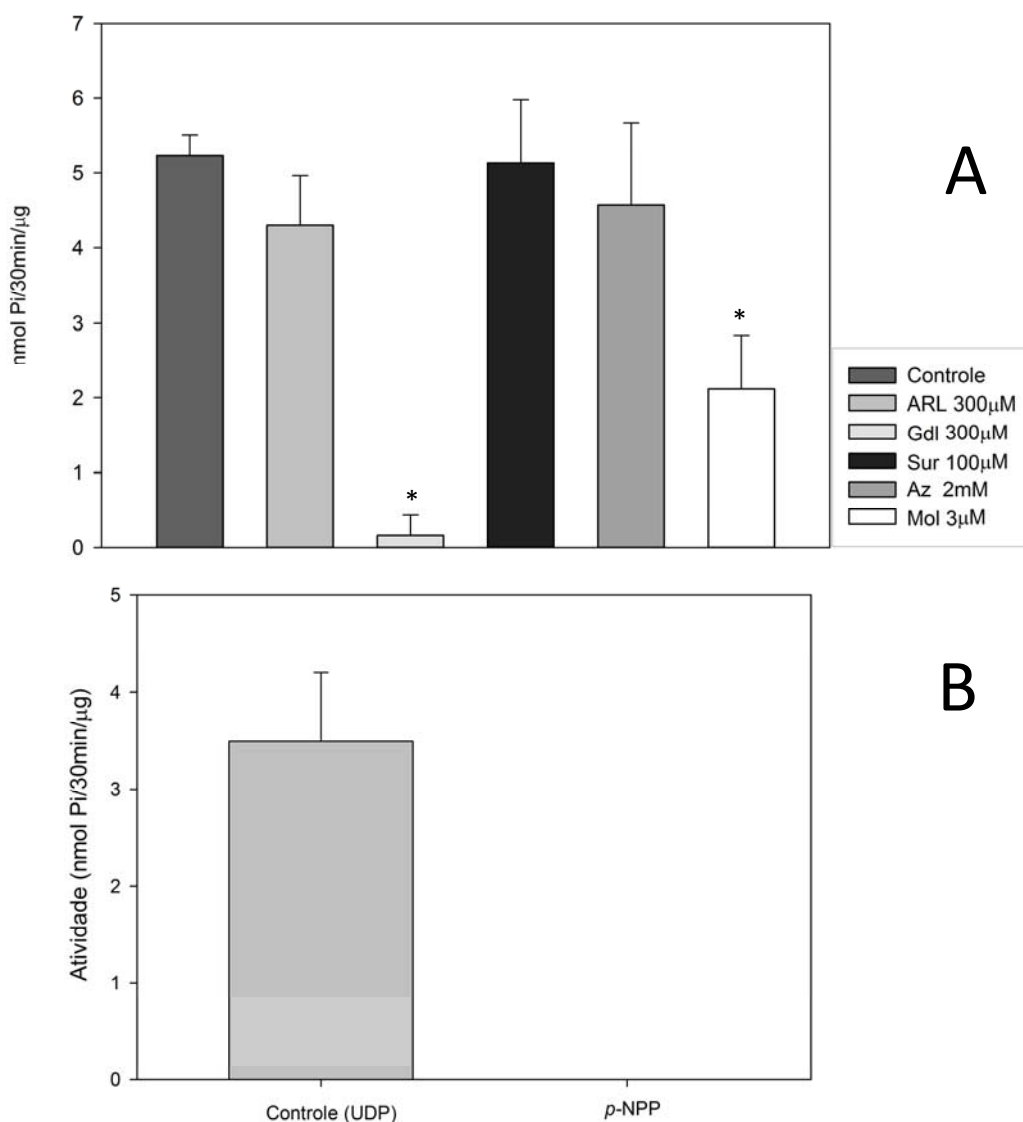 7
6
5
4
3
2
1
0
nmol Pi/30min/µg
*
*
A
Controle
ARL 300µM
Gdl 300µM
Sur 100µM
Az 2mM
Mol 3µM
5
4
3
2
1
0
Atividade (nmol Pi/30min/µg)
B
Controle (UDP) p-NPP